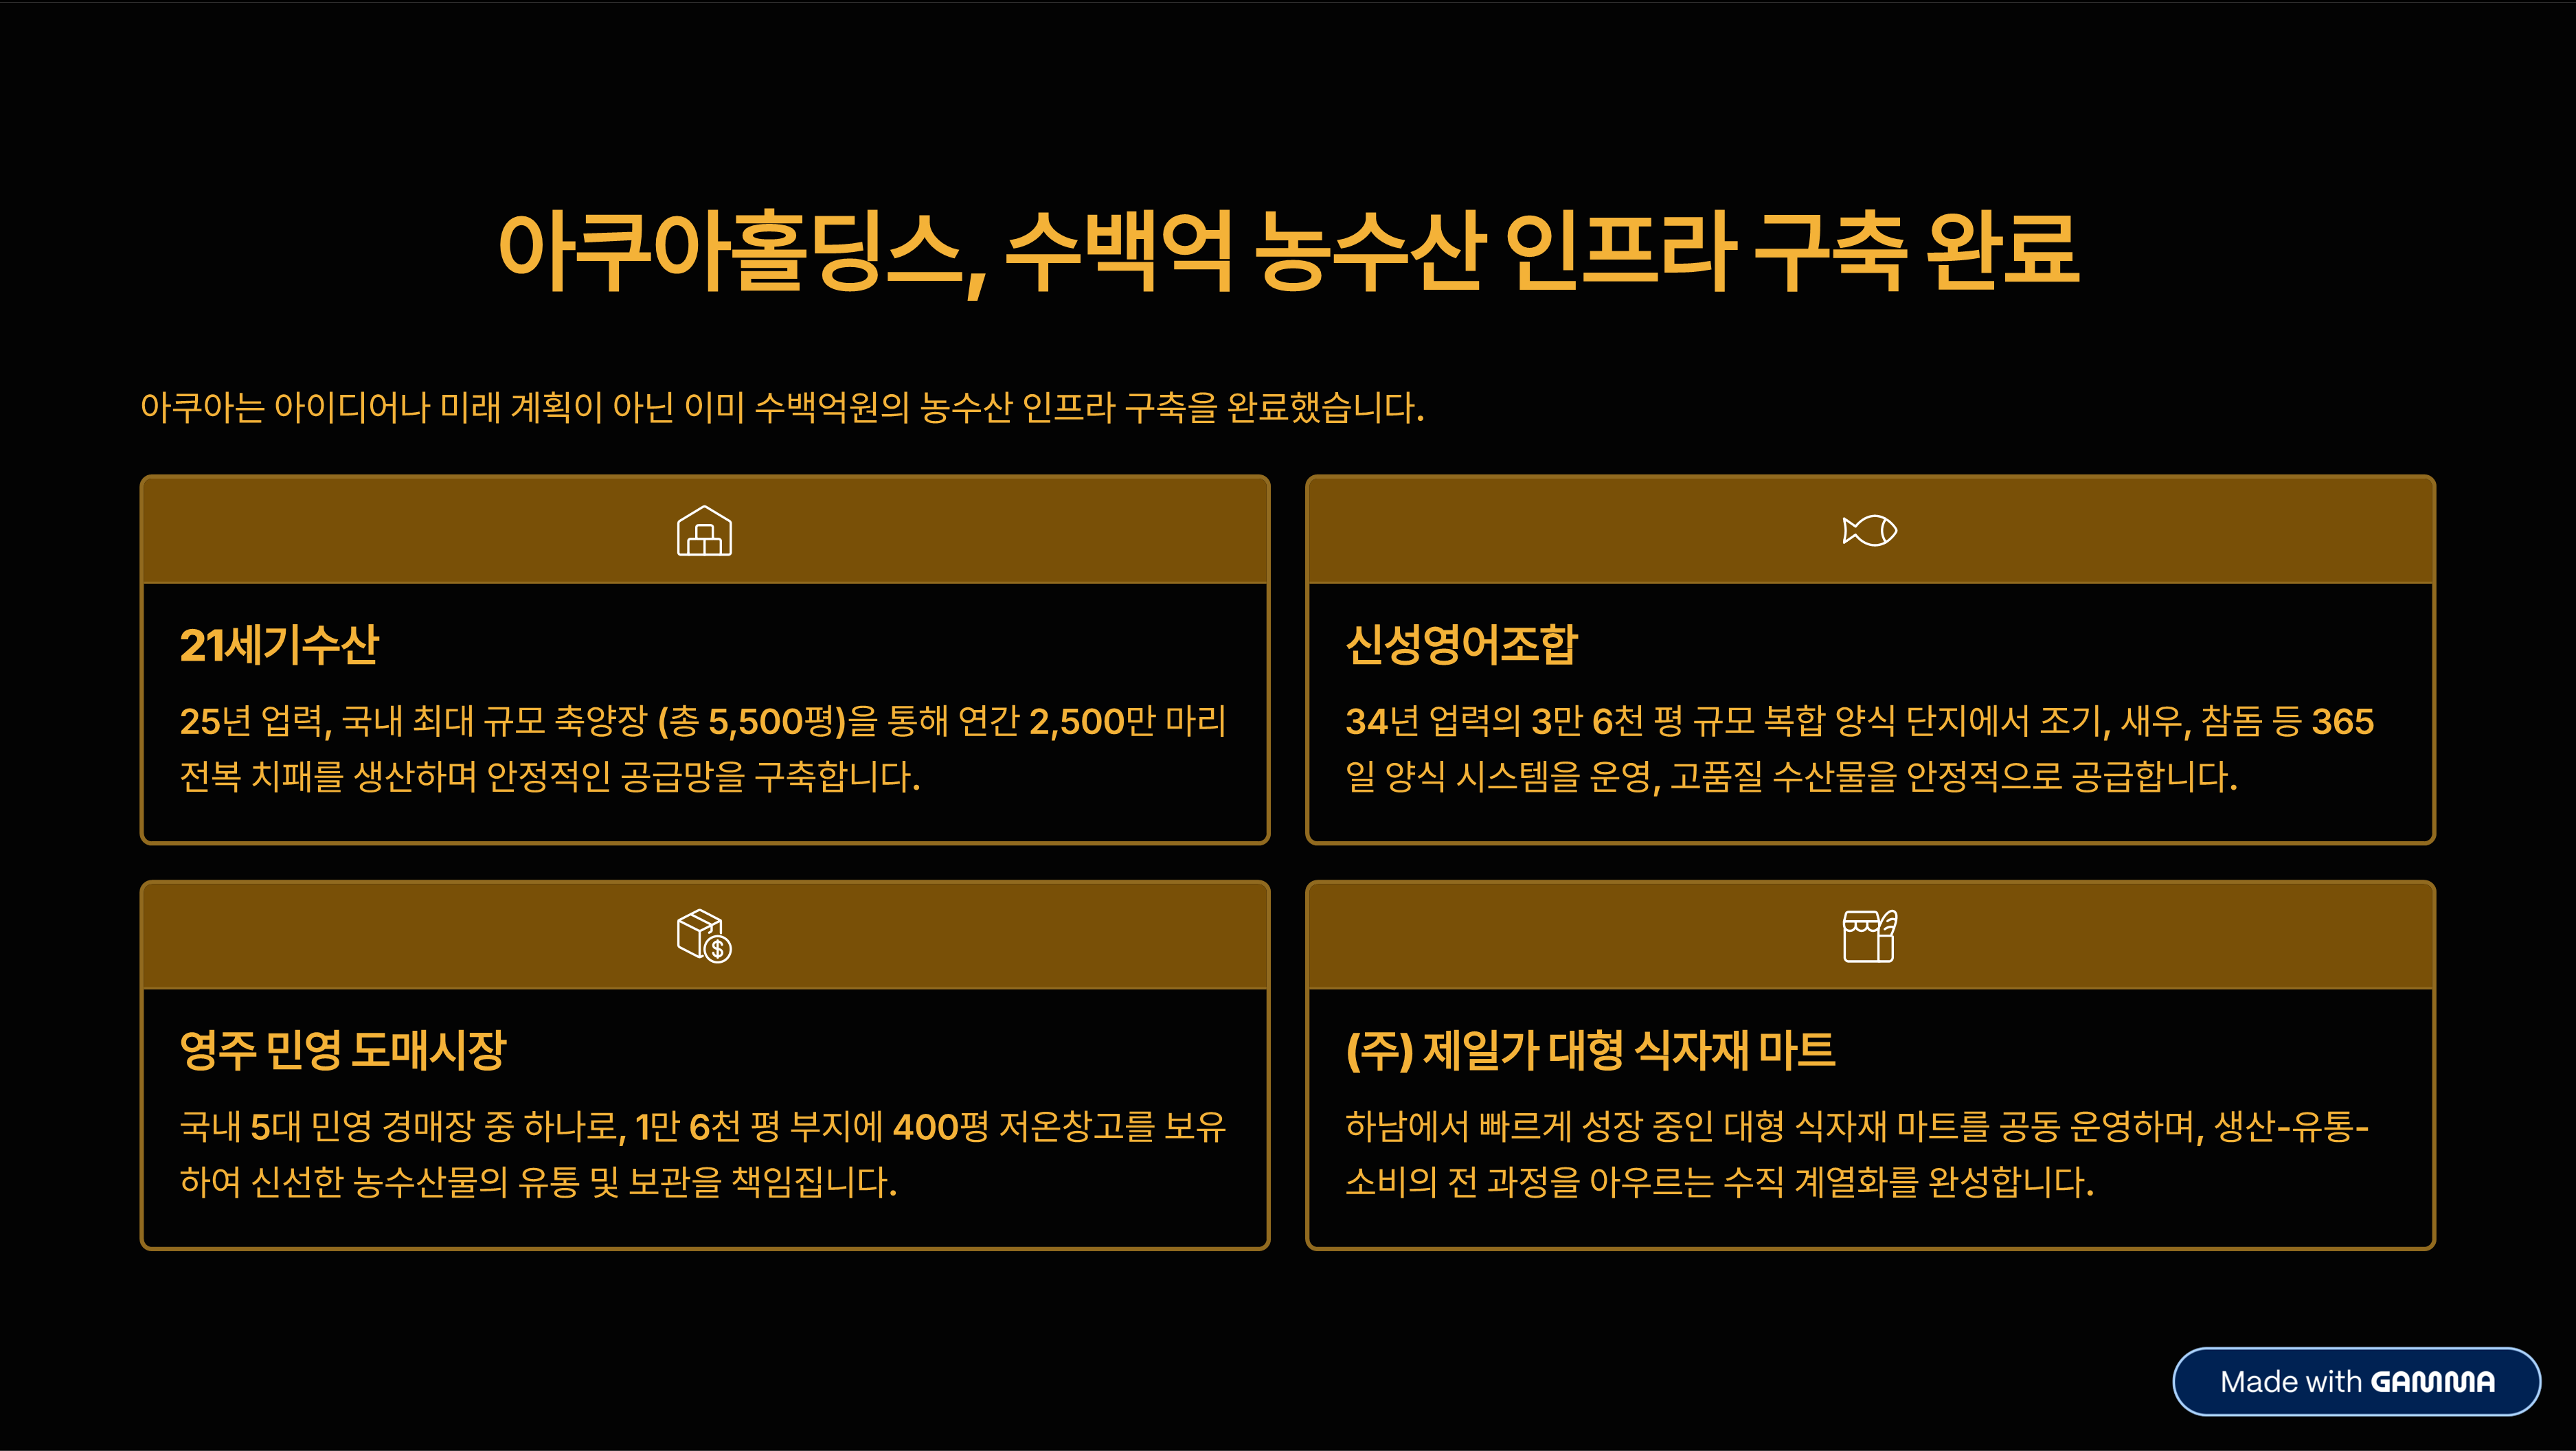 아쿠아홀딩스, 수백억 농수산 인프라 구축 완료
아쿠아는 아이디어나 미래 계획이 아닌 이미 수백억원의 농수산 인프라 구축을 완료했습니다.
21세기수산
25년 업력, 국내 최대 규모 축양장 (총 5,500평)을 통해 연간 2,500만 마리
전복 치패를 생산하며 안정적인 공급망을 구축합니다.
신성영어조합
34년 업력의 3만 6천 평 규모 복합 양식 단지에서 조기, 새우, 참돔 등 365
일 양식 시스템을 운영, 고품질 수산물을 안정적으로 공급합니다.
영주 민영 도매시장
국내 5대 민영 경매장 중 하나로, 1만 6천 평 부지에 400평 저온창고를 보유
하여 신선한 농수산물의 유통 및 보관을 책임집니다.
(주) 제일가 대형 식자재 마트
하남에서 빠르게 성장 중인 대형 식자재 마트를 공동 운영하며, 생산-유통-
소비의 전 과정을 아우르는 수직 계열화를 완성합니다.
Made with GAMMA